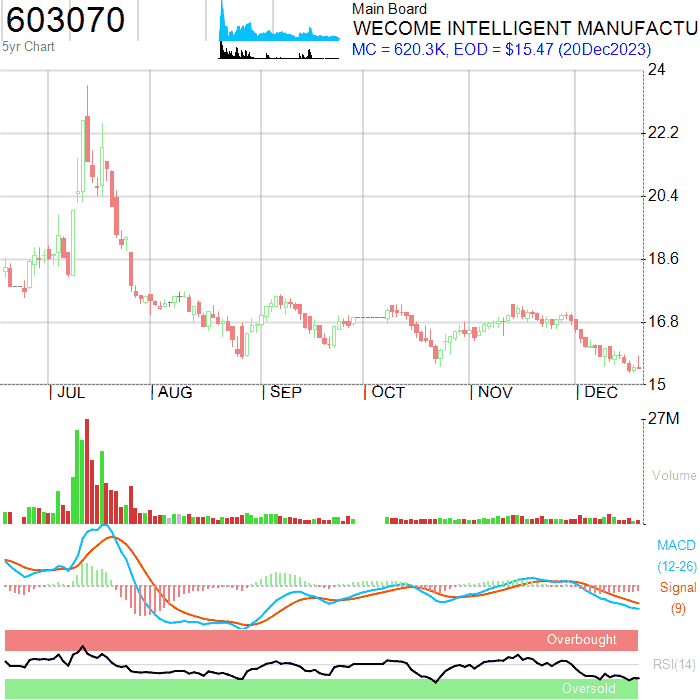 603070
5yr Chart
Main Board
WECOME INTELLIGENT MANUFACTU
MC = 620.3K, EOD = $15.47 (20Dec2023)
24
22.2
20.4
18.6
16.8
15
JUL AUG SEP OCT NOV DEC
27M
Volume
MACD
(12-26)
Signal
(9)
Overbought
RSI(14)
Oversold